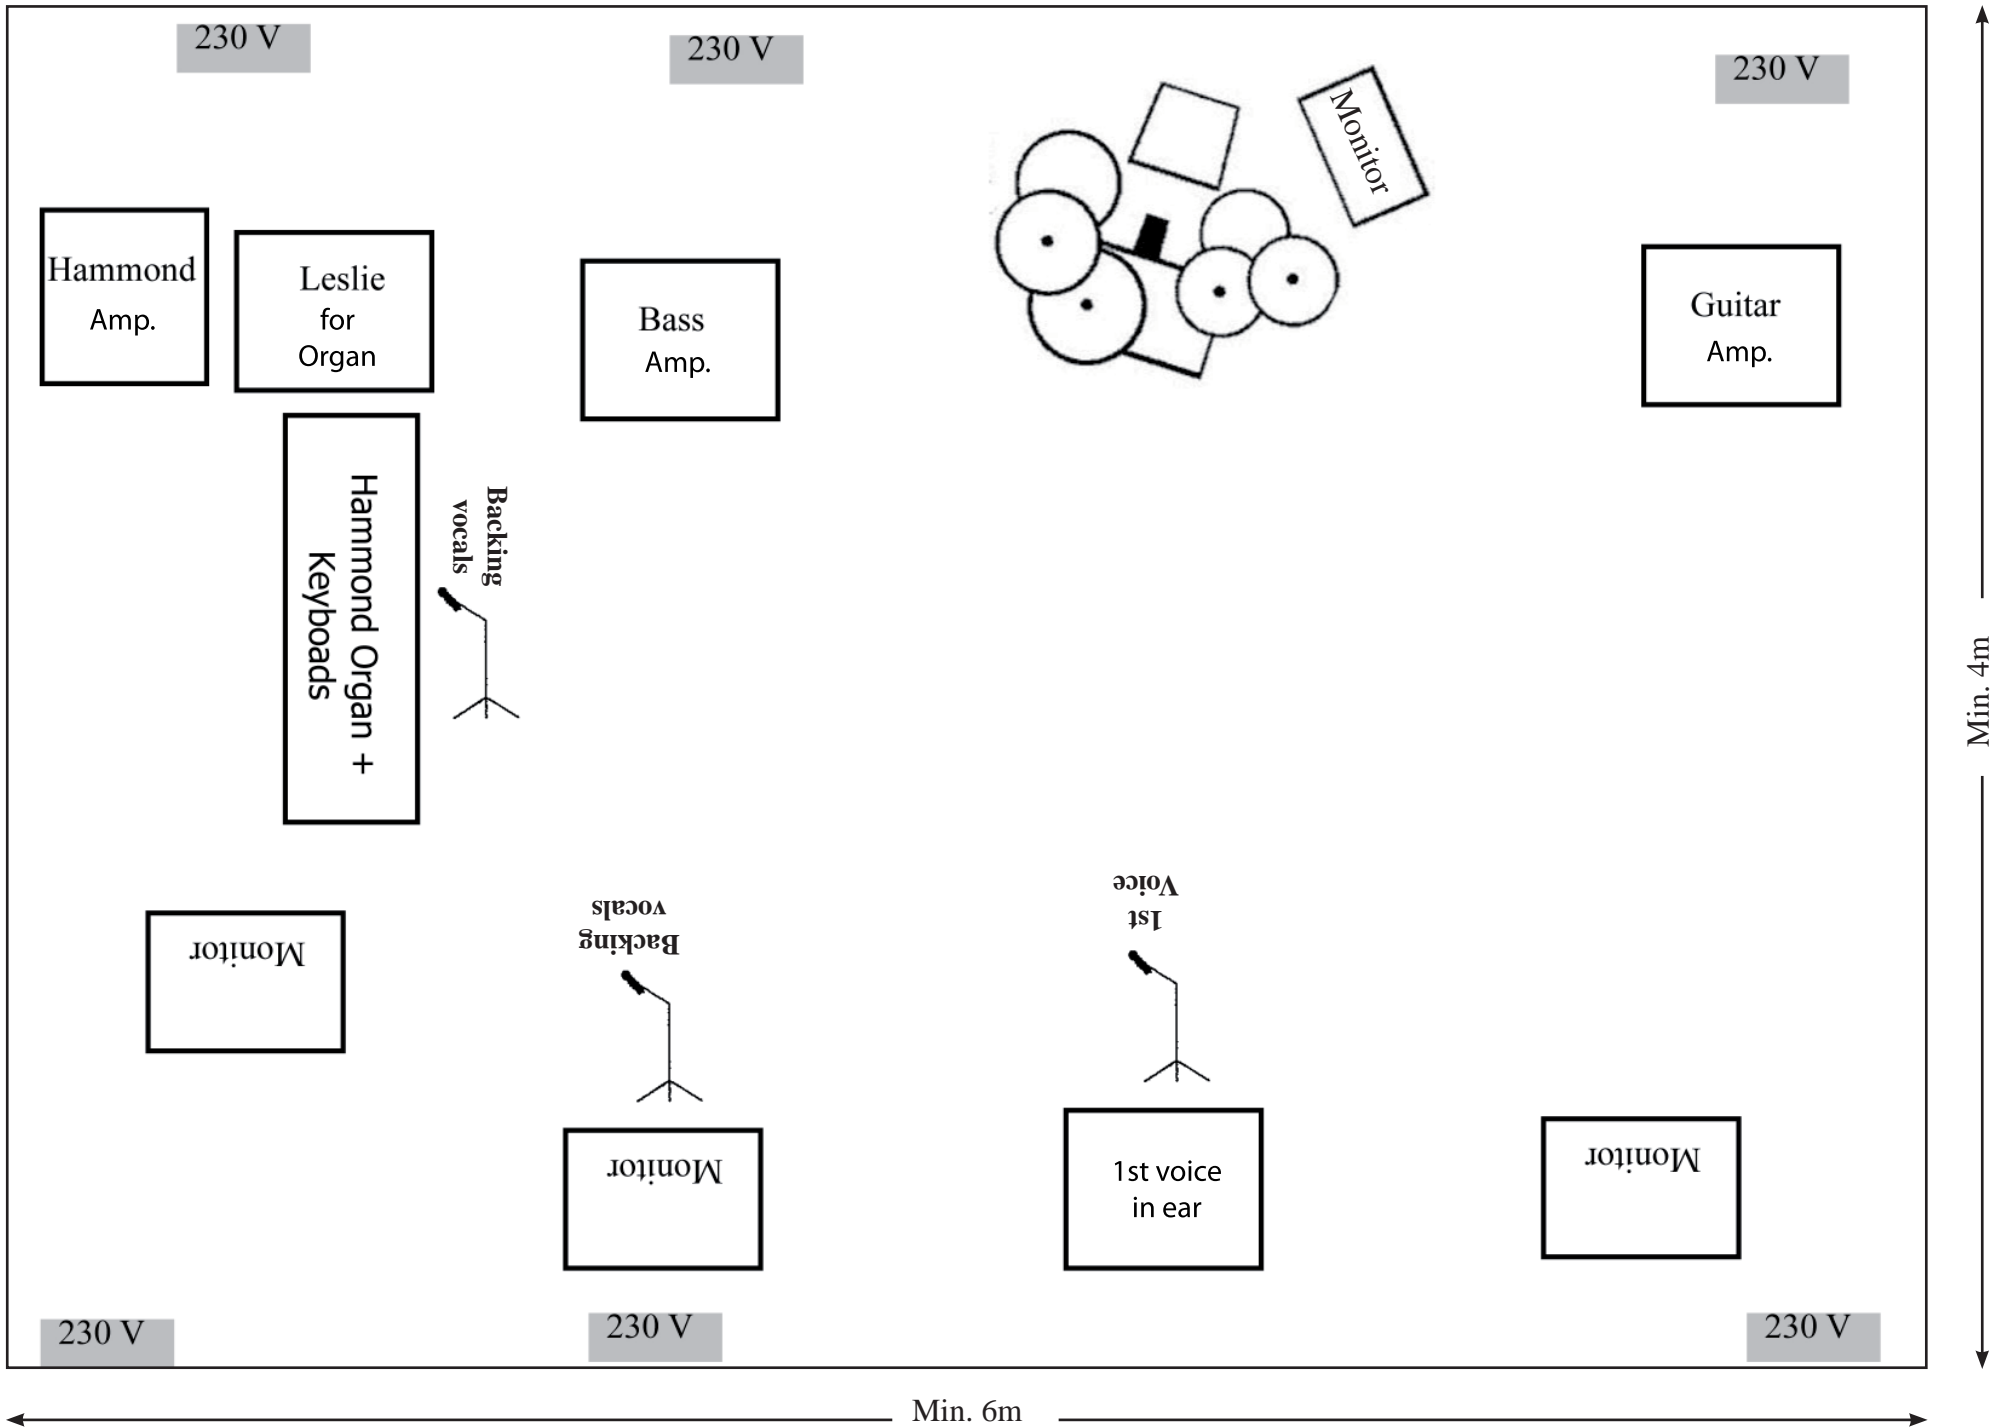 230 V
230 V
230 V
Monitor
Hammond
Amp.
Leslie
for
Organ
Bass
Amp.
Guitar
Amp.
Hammond Organ +
Keyboads
Backing
vocals
Min. 4m
Monitor
Backing
vocals
1st
Voice
Monitor
1st voice
in ear
Monitor
230 V
230 V
230 V
Min. 6m